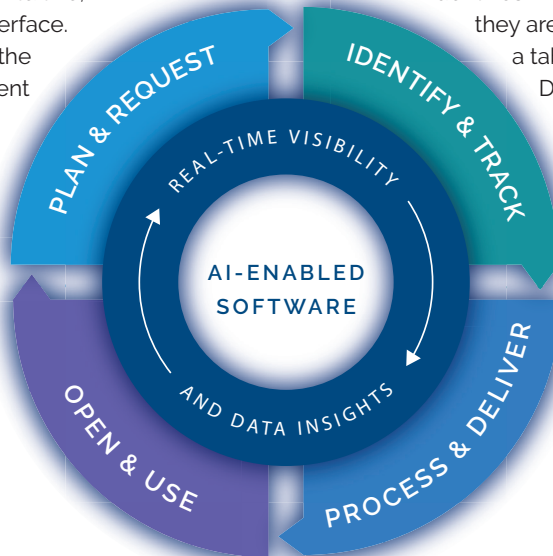 erface.
the
ent
they are
a tal
D
PLAN & REQUEST
IDENTIFY & TRACK
REAL-TIME VISIBILITY
AI-ENABLED
SOFTWARE
AND DATA INSIGHTS
OPEN & USE
PROCESS & DELIVER